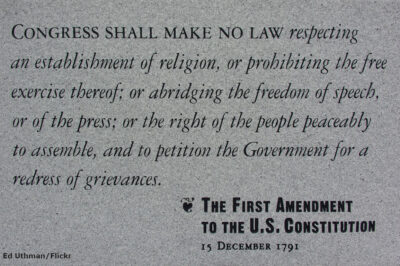 CONGRESS SHALL MAKE NO LAW respecting
an establishment of religion, or prohibiting the free
exercise thereof; or abridging the freedom of speech,
or of the press; or the right of the people peaceably
to assemble, and to petition the Government for a
redress of grievances.
THE FIRST AMENDMENT
TO THE U.S. CONSTITUTION
15 DECEMBER 1791
Ed Uthman/Flickr